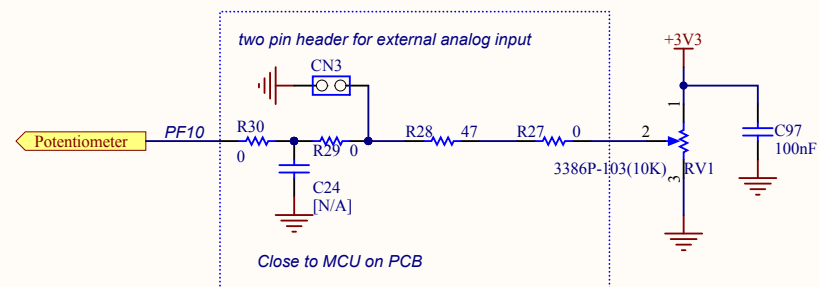 two pin header for external analog input
+3V3
CN3
1
Potentiometer
PF10
R30
0
R29
0
R28
47
R27
0
2
C97
100nF
3386P-103(10K)
RV1
3
C24
[N/A]
Close to MCU on PCB